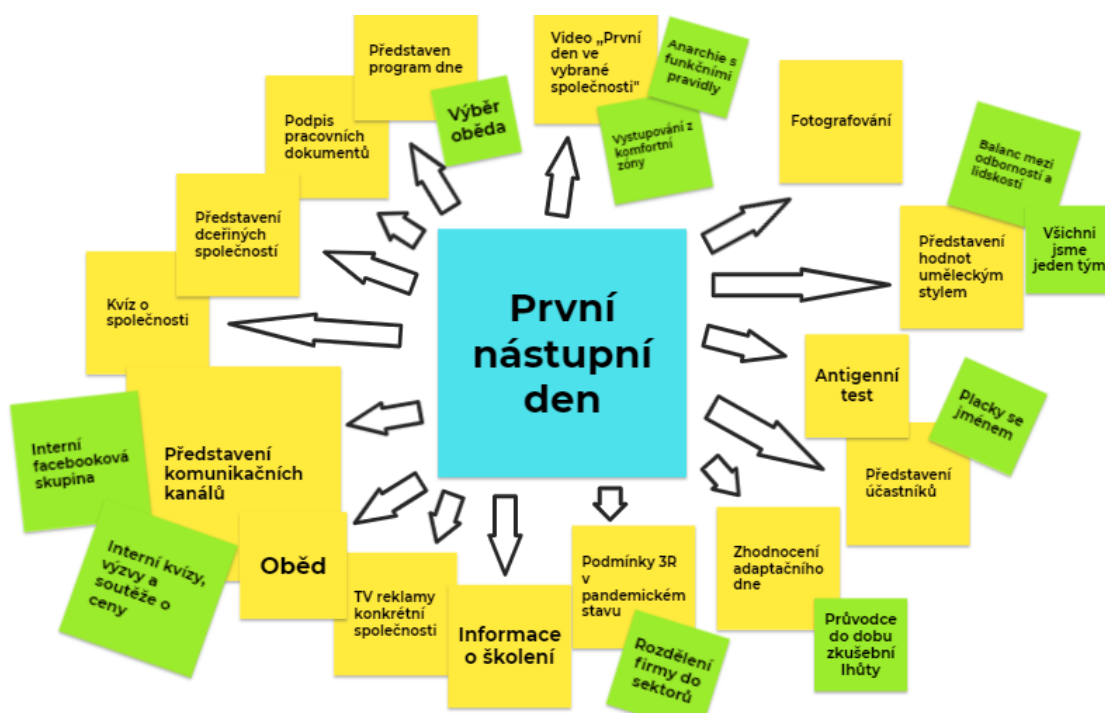 Představen
program dne
Výběr
oběda
Video „První
den ve
vybrané
společnosti"
Anarchie s
funkčními
pravidly
Vystupování z
komfortní
zóny
Fotografování
Balanc mezi
odborností a
lidskostí
Všichni
jsme
jeden tým
Představení
hodnot
uměleckým
stylem
Podpis
pracovních
dokumentů
Představení
dceřiných
společností
Kvíz o
společnosti
První
nástupní
den
Antigenní
test
Placky se
jménem
Představení
účastníků
Interní
facebooková
skupina
Představení
komunikačních
kanálů
Interní kvízy,
výzvy a
soutěže o
ceny
Oběd
TV reklamy
konkrétní
společnosti
Informace
o školení
Podmínky 3R
v
pandemickém
stavu
Rozdělení
firmy do
sektorů
Zhodnocení
adaptačního
dne
Průvodce
do dobu
zkušební
lhůty